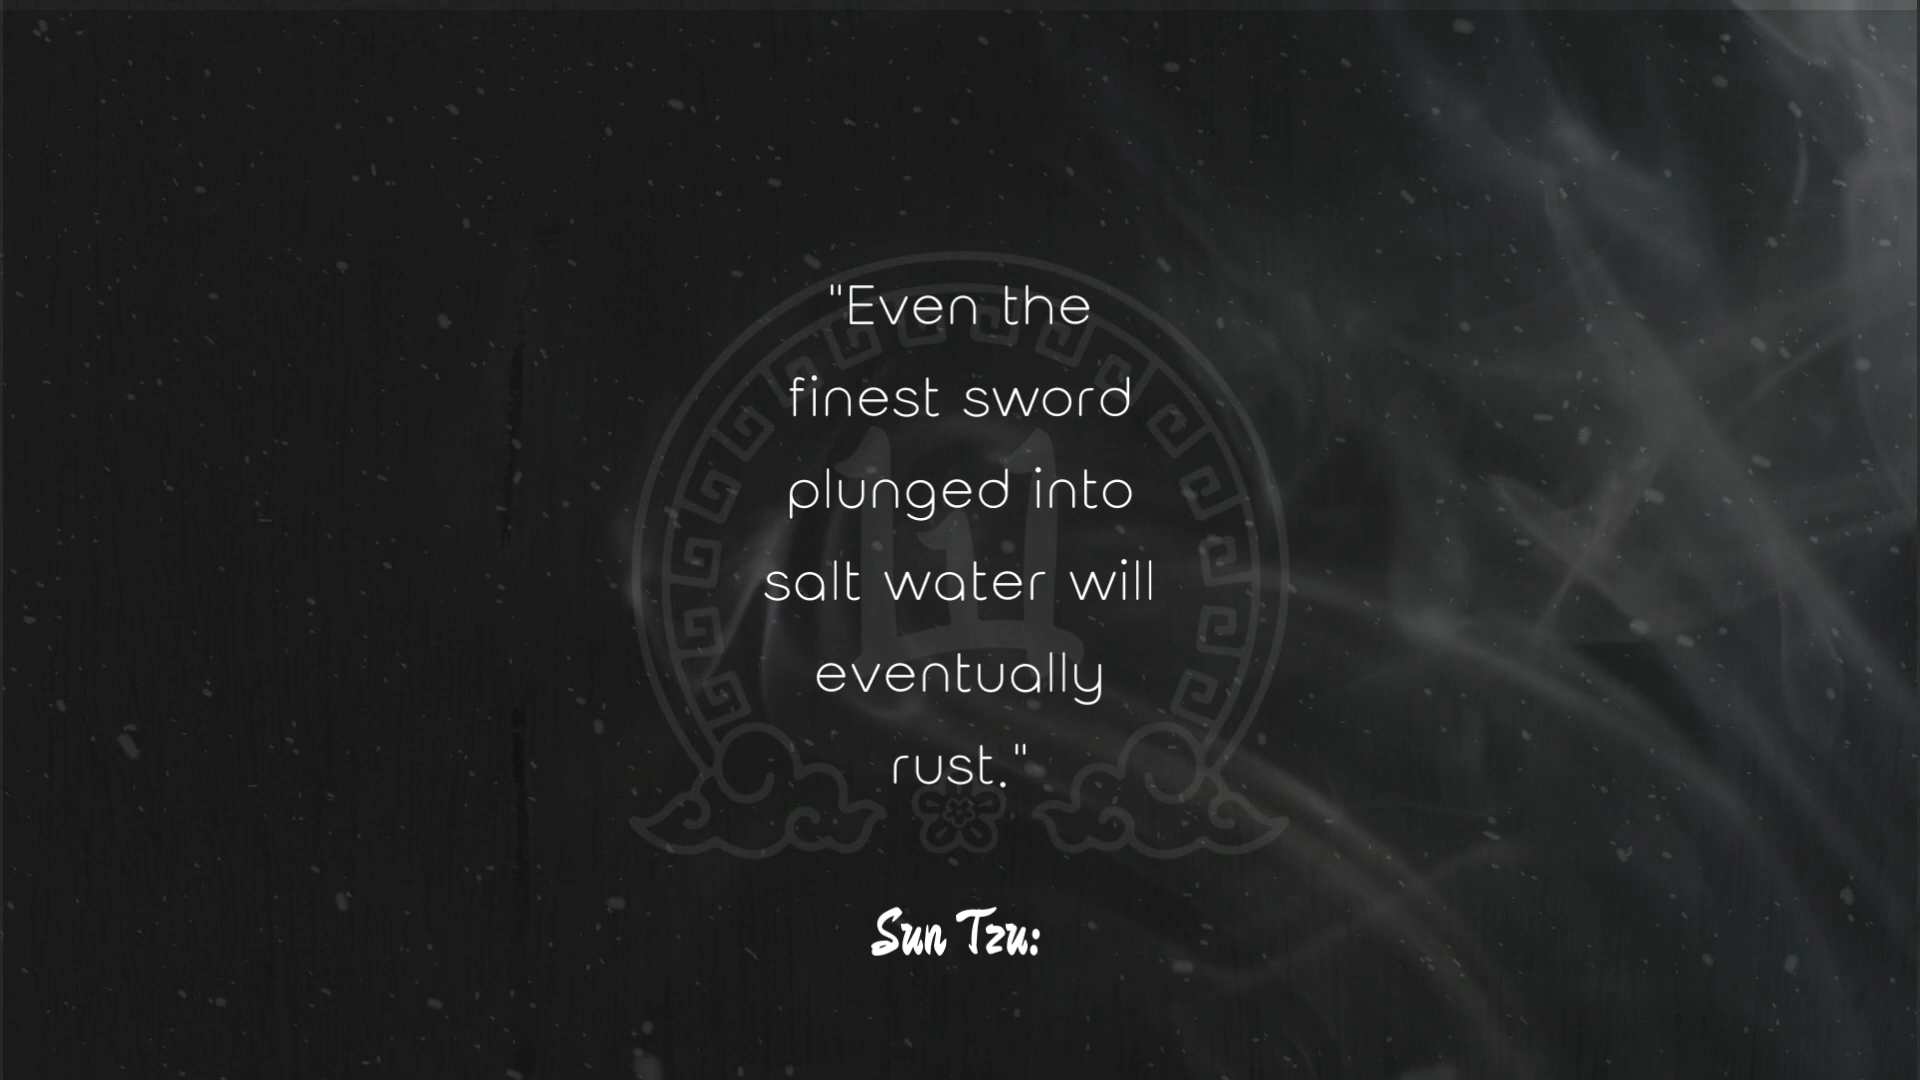 "Even the
finest sword
plunged into
salt water will
eventually
rust."
Sun Tzu: